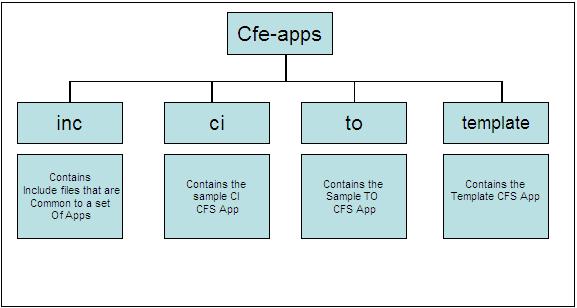 Cfe-apps
inc
ci
to
template
Contains
Include files that are
Common to a set
Of Apps
Contains the
sample CI
CFS App
Contains the
Sample TO
CFS App
Contains the
Template CFS App